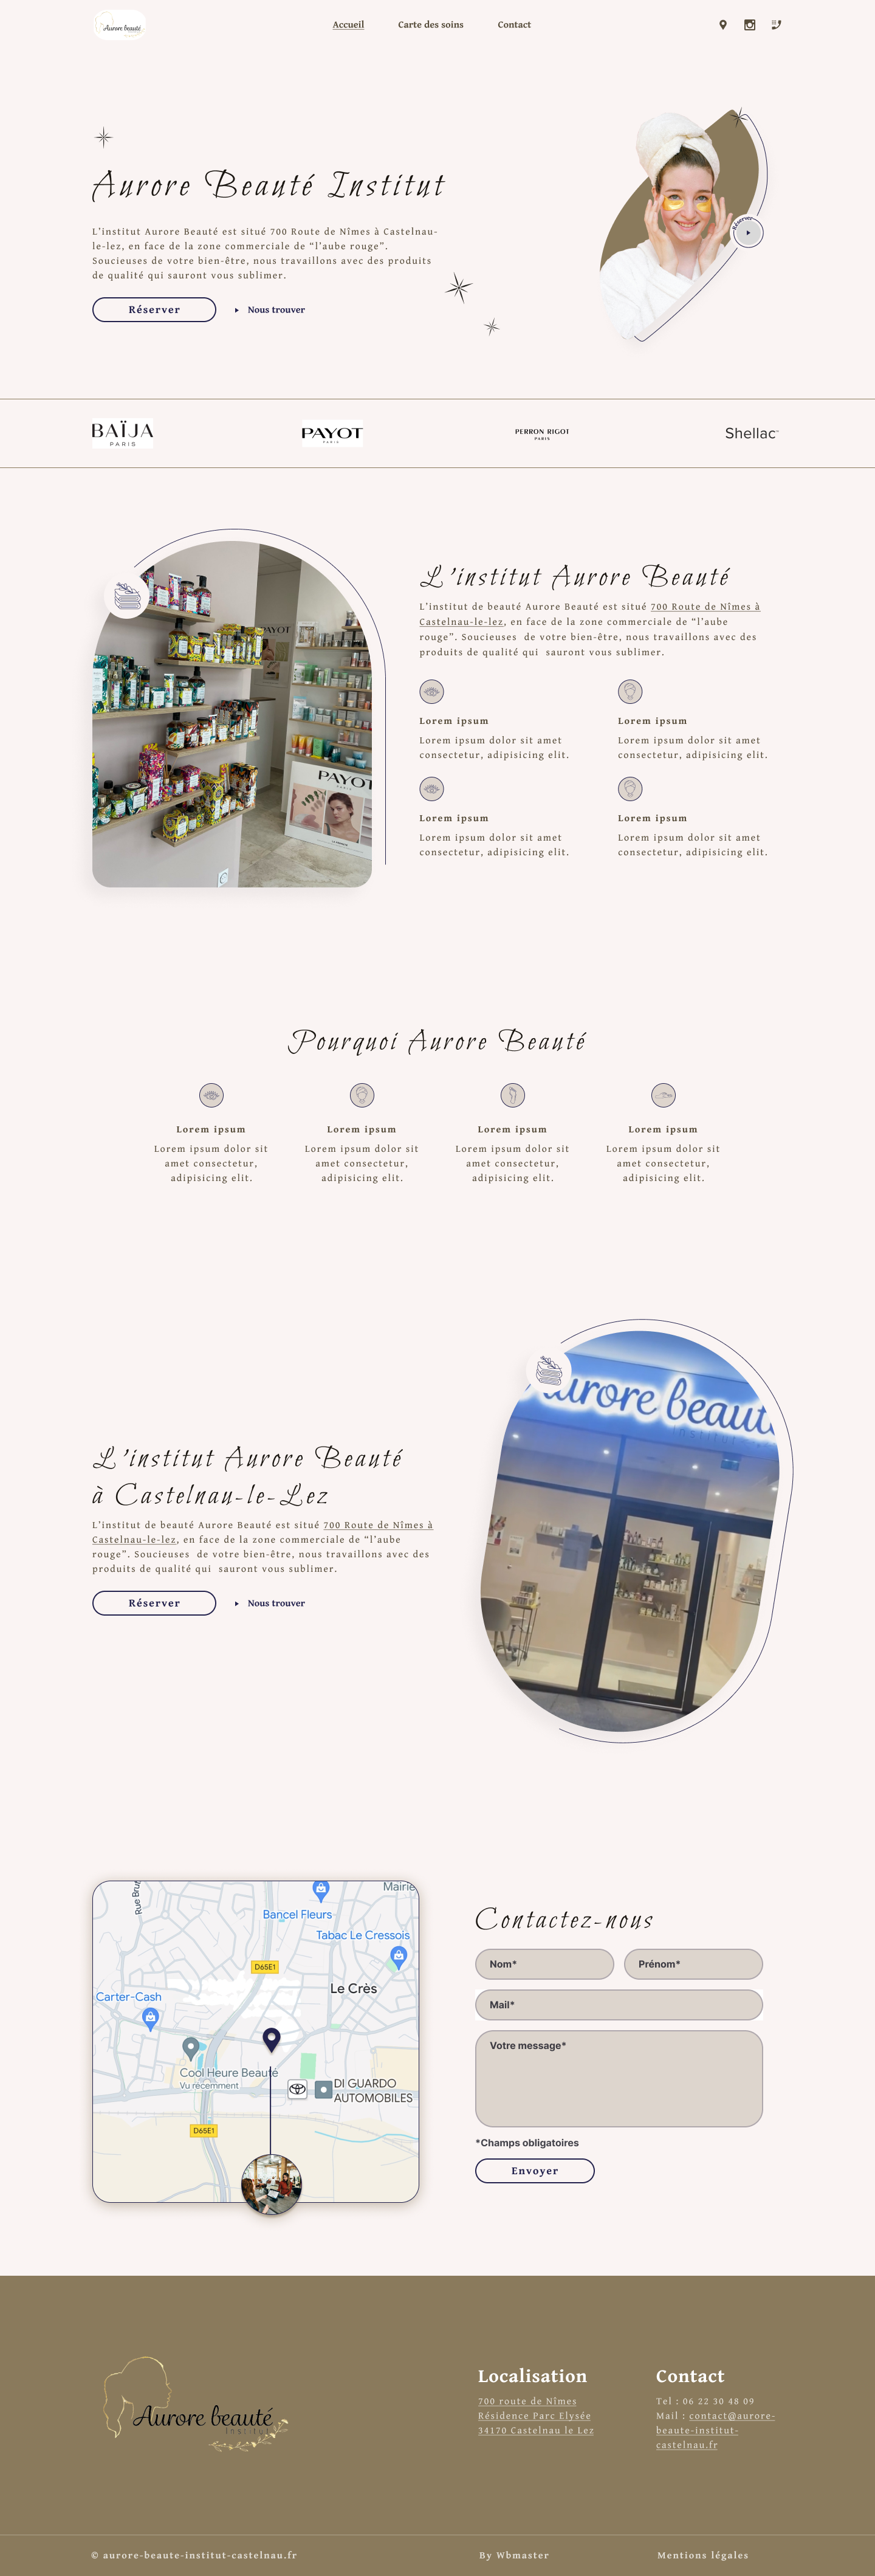 Aurore beauté
Accueil
Carte des soins
Contact
Aurore Beauté Institut
L'institut Aurore Beauté est situé 700 Route de Nîmes à Castelnau-
le-lez, en face de la zone commerciale de “l'aube rouge”.
Soucieuses de votre bien-être, nous travaillons avec des produits
de qualité qui sauront vous sublimer.
Réserver
Nous trouver
Réserver
BAÏJA
PARIS
PAYOT
PARIS
PERRON RIGOT
PARIS
Shellac
PAYOT
PAYOT
PARIS
L'institut Aurore Beauté
L'institut de beauté Aurore Beauté est situé 700 Route de Nîmes à
Castelnau-le-lez, en face de la zone commerciale de “l'aube
rouge”. Soucieuses  de votre bien-être, nous travaillons avec des
produits de qualité qui  sauront vous sublimer.
Lorem ipsum
Lorem ipsum dolor sit amet
consectetur, adipisicing elit.
Lorem ipsum
Lorem ipsum dolor sit amet
consectetur, adipisicing elit.
Lorem ipsum
Lorem ipsum dolor sit amet
consectetur, adipisicing elit.
Lorem ipsum
Lorem ipsum dolor sit amet
consectetur, adipisicing elit.
Pourquoi Aurore Beauté
Lorem ipsum
Lorem ipsum dolor sit
amet consectetur,
adipisicing elit.
Lorem ipsum
Lorem ipsum dolor sit
amet consectetur,
adipisicing elit.
Lorem ipsum
Lorem ipsum dolor sit
amet consectetur,
adipisicing elit.
Lorem ipsum
Lorem ipsum dolor sit
amet consectetur,
adipisicing elit.
L'institut Aurore Beauté
à Castelnau-le-Lez
L'institut de beauté Aurore Beauté est situé 700 Route de Nîmes à
Castelnau-le-lez, en face de la zone commerciale de “l'aube
rouge”. Soucieuses  de votre bien-être, nous travaillons avec des
produits de qualité qui  sauront vous sublimer.
Réserver
Nous trouver
aurore beauté
institut
Rue Brut
Mairie
Bancel Fleurs
Tabac Le Cressois
D65E1
Le Crès
Carter-Cash
Cool Heure Beauté
Vu récemment
DI GUARDO
AUTOMOBILES
D65E1
Contactez-nous
Nom*
Prénom*
Mail*
Votre message*
*Champs obligatoires
Envoyer
Aurore beauté
institut
Localisation
700 route de Nîmes
Résidence Parc Elysée
34170 Castelnau le Lez
Contact
Tel : 06 22 30 48 09
Mail : contact@aurore-
beaute-institut-
castelnau.fr
© aurore-beaute-institut-castelnau.fr
By Wbmaster
Mentions légales